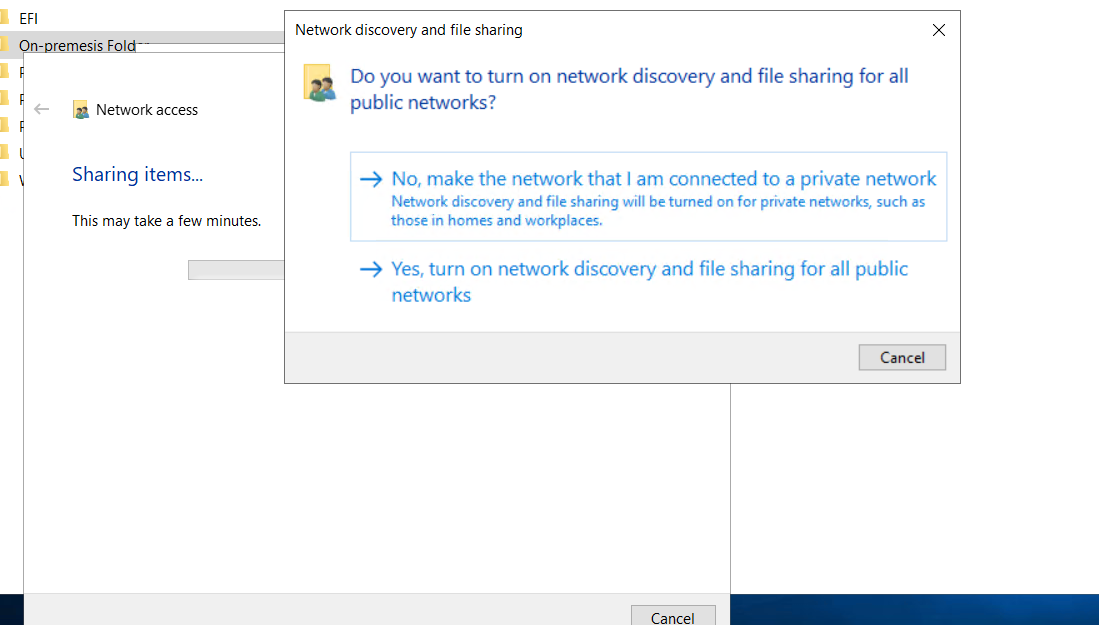 EFI
On-premesis Folder
Network access
Sharing items...
This may take a few minutes.
Cancel
Network discovery and file sharing
Do you want to turn on network discovery and file sharing for all
public networks?
No, make the network that I am connected to a private network
Network discovery and file sharing will be turned on for private networks, such as
those in homes and workplaces.
Yes, turn on network discovery and file sharing for all public
networks
Cancel